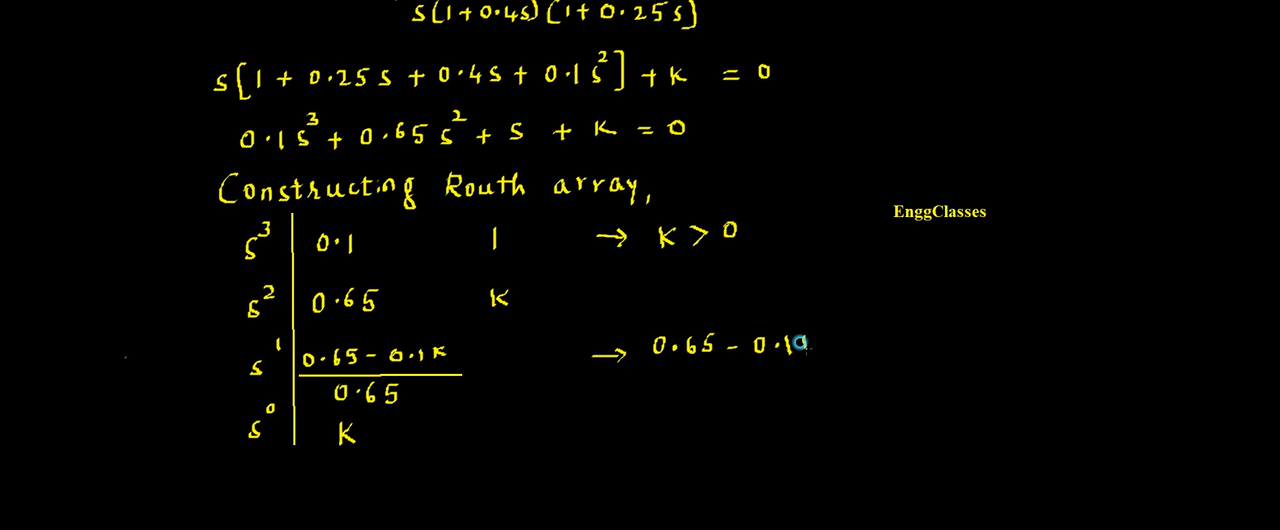 s(1+0.4s)(1+0.25s)
s[1 + 0.25s + 0.4s + 0.1s²] + K = 0
0.1s³ + 0.65s² + s + K = 0
Constructing Routh array,
EnggClasses
s³ | 0.1 1 → K > 0
s² | 0.65 K
s¹ | 0.65 - 0.1K → 0.65 - 0.1
0.65
s⁰ | K